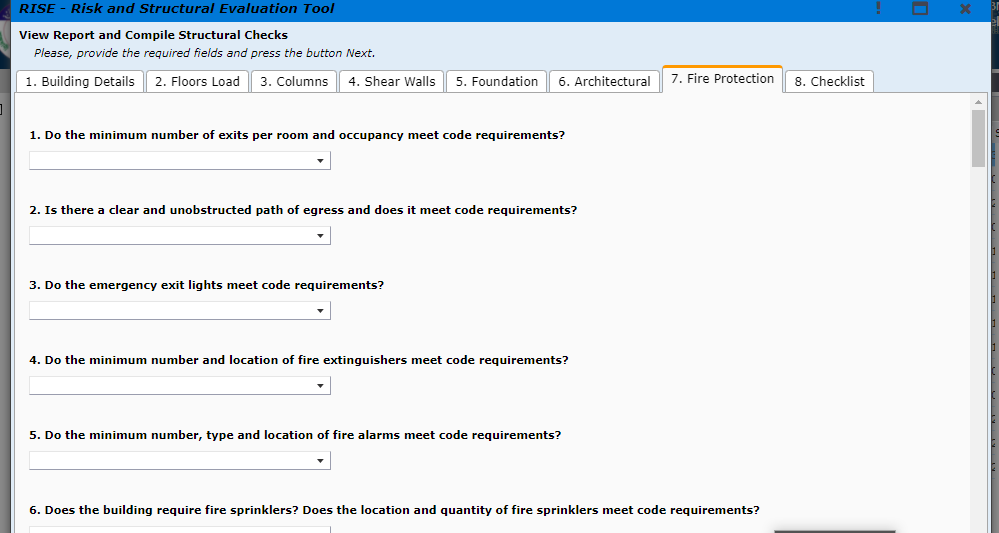 RISE - Risk and Structural Evaluation Tool
View Report and Compile Structural Checks
Please, provide the required fields and press the button Next.
1. Building Details 2. Floors Load 3. Columns 4. Shear Walls 5. Foundation 6. Architectural 7. Fire Protection 8. Checklist
1. Do the minimum number of exits per room and occupancy meet code requirements?
2. Is there a clear and unobstructed path of egress and does it meet code requirements?
3. Do the emergency exit lights meet code requirements?
4. Do the minimum number and location of fire extinguishers meet code requirements?
5. Do the minimum number, type and location of fire alarms meet code requirements?
6. Does the building require fire sprinklers? Does the location and quantity of fire sprinklers meet code requirements?